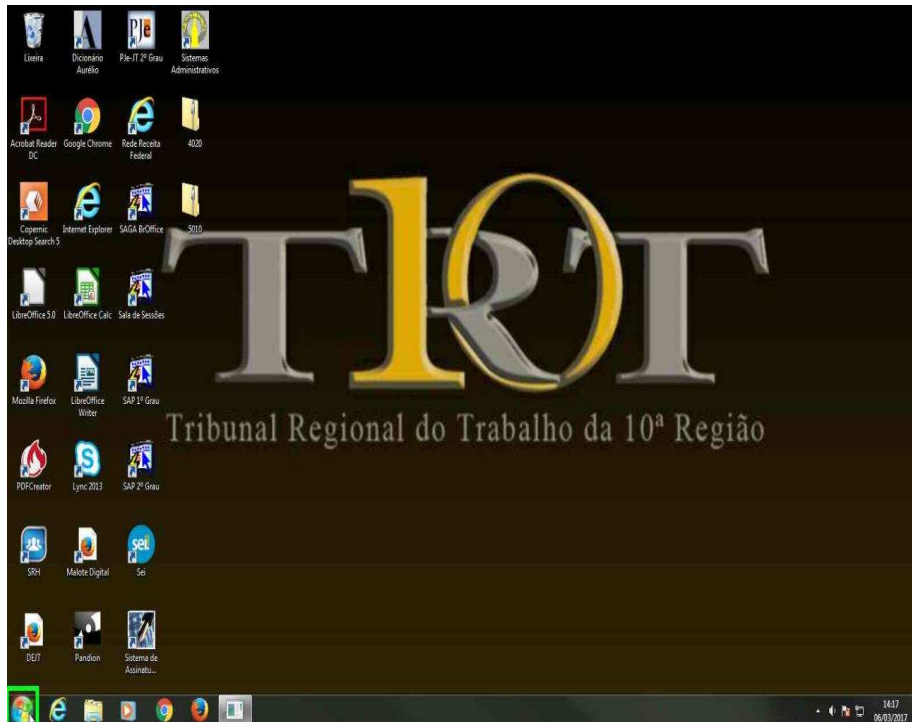 Lixeira
Dicionário Aurélio
PJe-JT 2º Grau
Sistemas Administrativos
Acrobat Reader DC
Google Chrome
Rede Receita Federal
4020
Copernic Desktop Search 5
Internet Explorer
SAGA BrOffice
5010
LibreOffice 5.0
LibreOffice Calc
Sala de Sessões
Mozilla Firefox
LibreOffice Writer
SAP 1º Grau
PDFCreator
Lync 2013
SAP 2º Grau
SRH
Malote Digital
Sei
DEJT
Pandion
Sistema de Assinatu...
PJe
sei!
TRT 10
Tribunal Regional do Trabalho da 10ª Região
14:17
06/03/2017